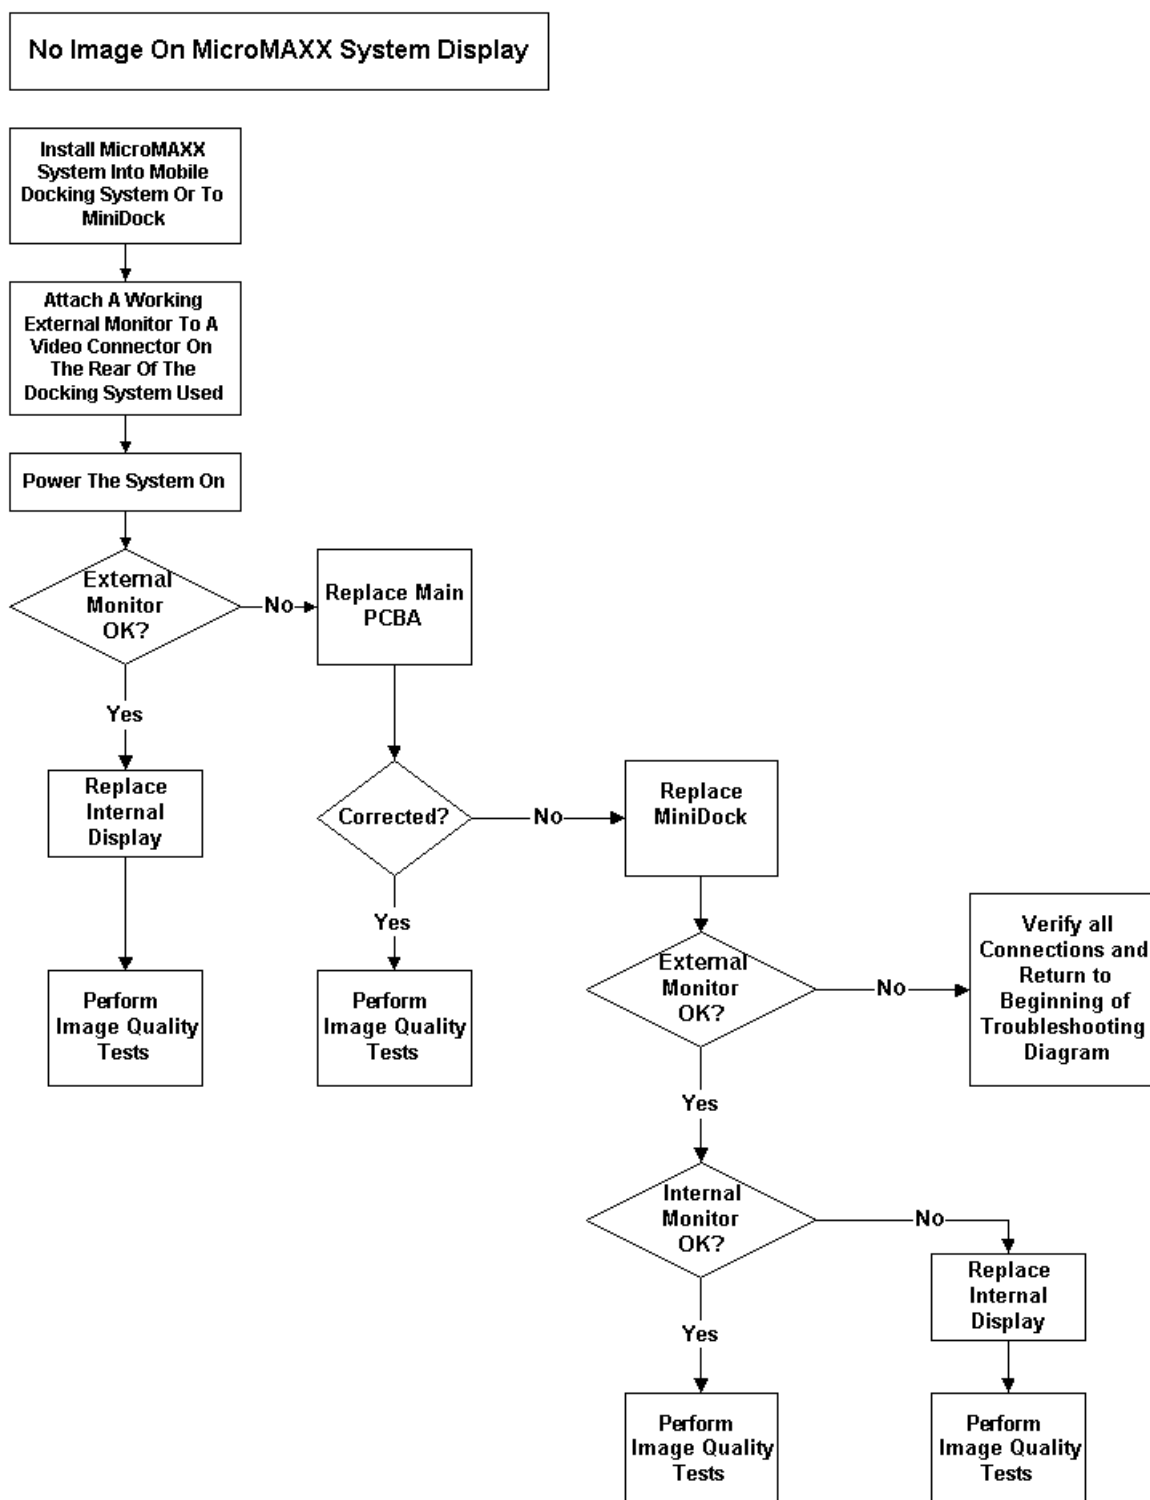 No Image On MicroMAXX System Display
Install MicroMAXX
System Into Mobile
Docking System Or To
MiniDock
Attach A Working
External Monitor To A
Video Connector On
The Rear Of The
Docking System Used
Power The System On
External
Monitor
OK?
No
Replace Main
PCBA
Yes
Replace
Internal
Display
Corrected?
No
Replace
MiniDock
Yes
Perform
Image Quality
Tests
Perform
Image Quality
Tests
External
Monitor
OK?
No
Verify all
Connections and
Return to
Beginning of
Troubleshooting
Diagram
Yes
Internal
Monitor
OK?
No
Replace
Internal
Display
Yes
Perform
Image Quality
Tests
Perform
Image Quality
Tests